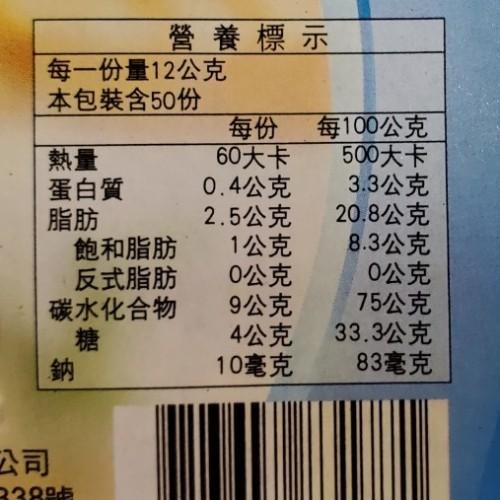 營養標示
每一份量12公克
本包裝含50份
每份 每100公克
熱量 60大卡 500大卡
蛋白質 0.4公克 3.3公克
脂肪 2.5公克 20.8公克
飽和脂肪 1公克 8.3公克
反式脂肪 0公克 0公克
碳水化合物 9公克 75公克
糖 4公克 33.3公克
鈉 10毫克 83毫克
公司
338號